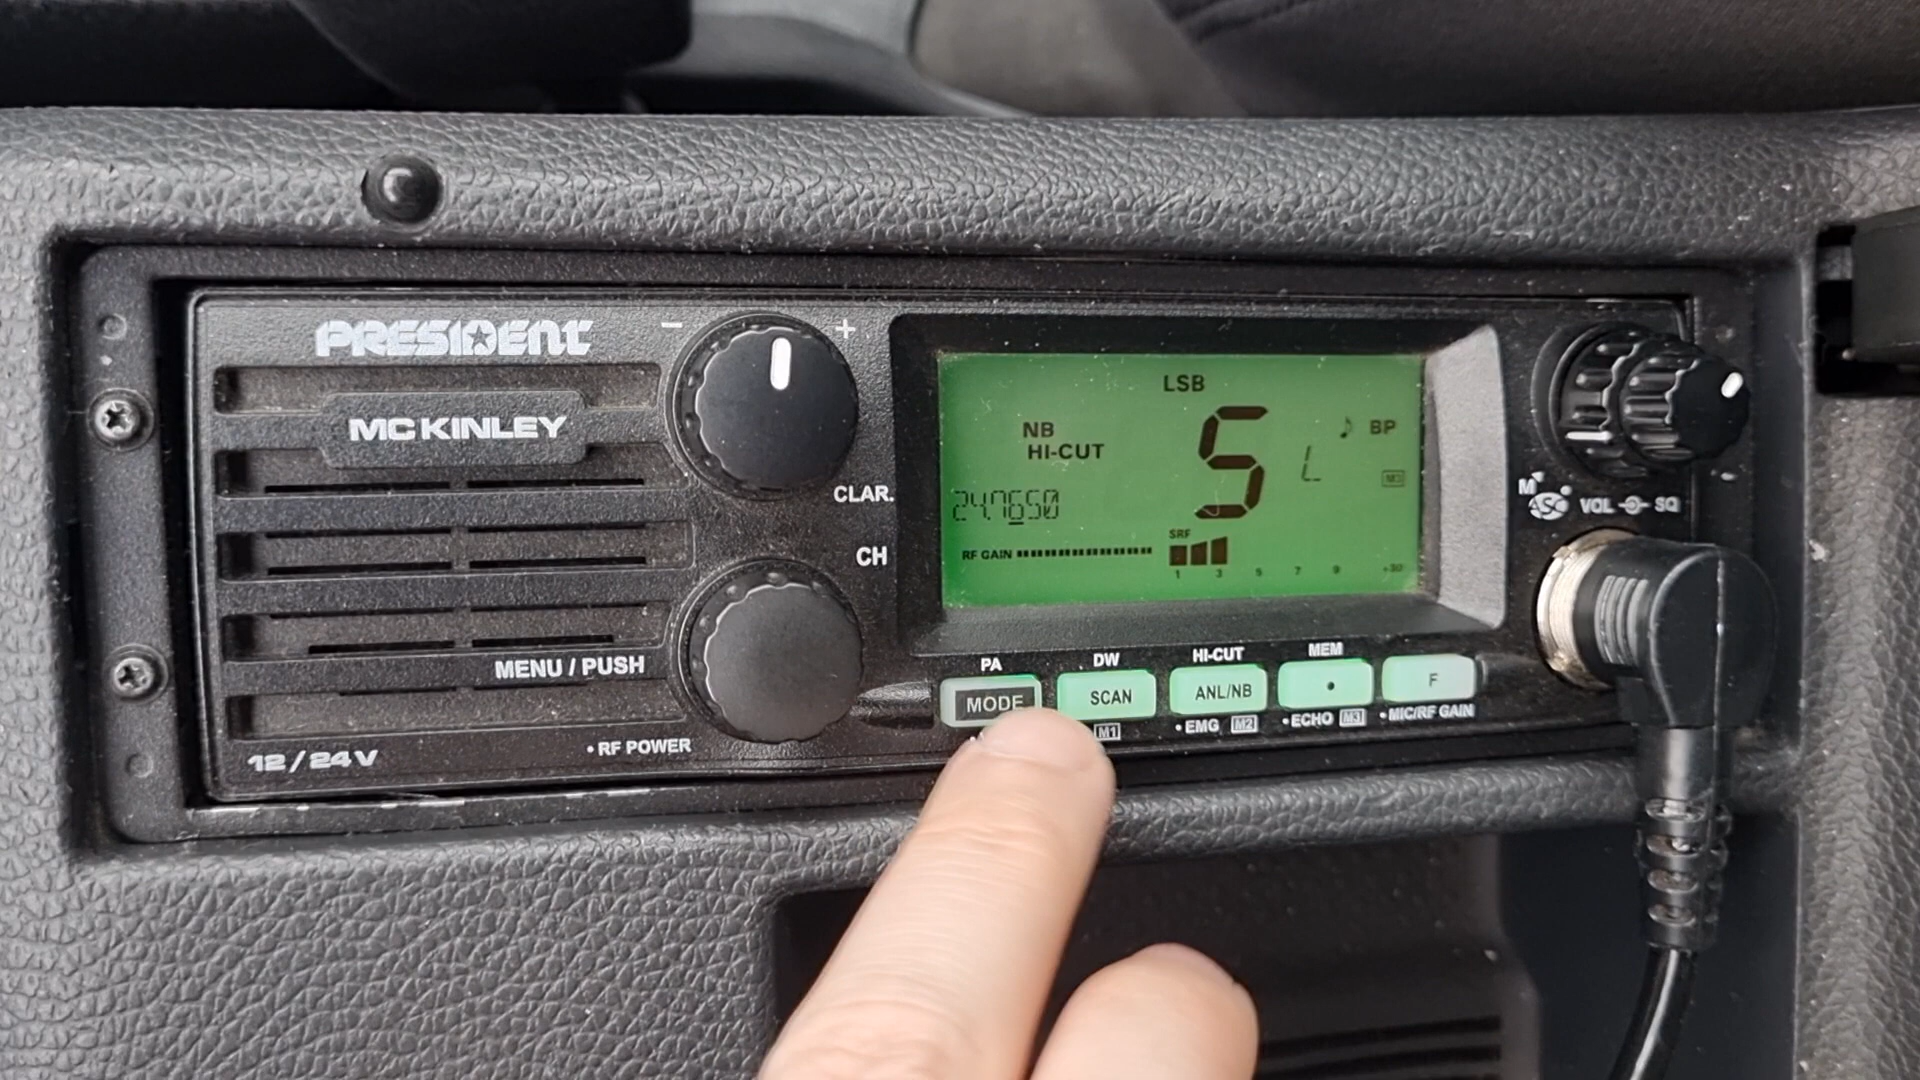 PRESIDENT
MC KINLEY
− +
CLAR.
CH
MENU / PUSH
12/24V
• RF POWER
LSB
NB
HI-CUT
5
L
♪ BP
M3
24.7650
RF GAIN
SRF
1 3 5 7 9 +30
ASC
VOL SQ
PA DW HI-CUT MEM
MODE SCAN ANL/NB • F
M1 • EMG M2 • ECHO M3 • MIC/RF GAIN